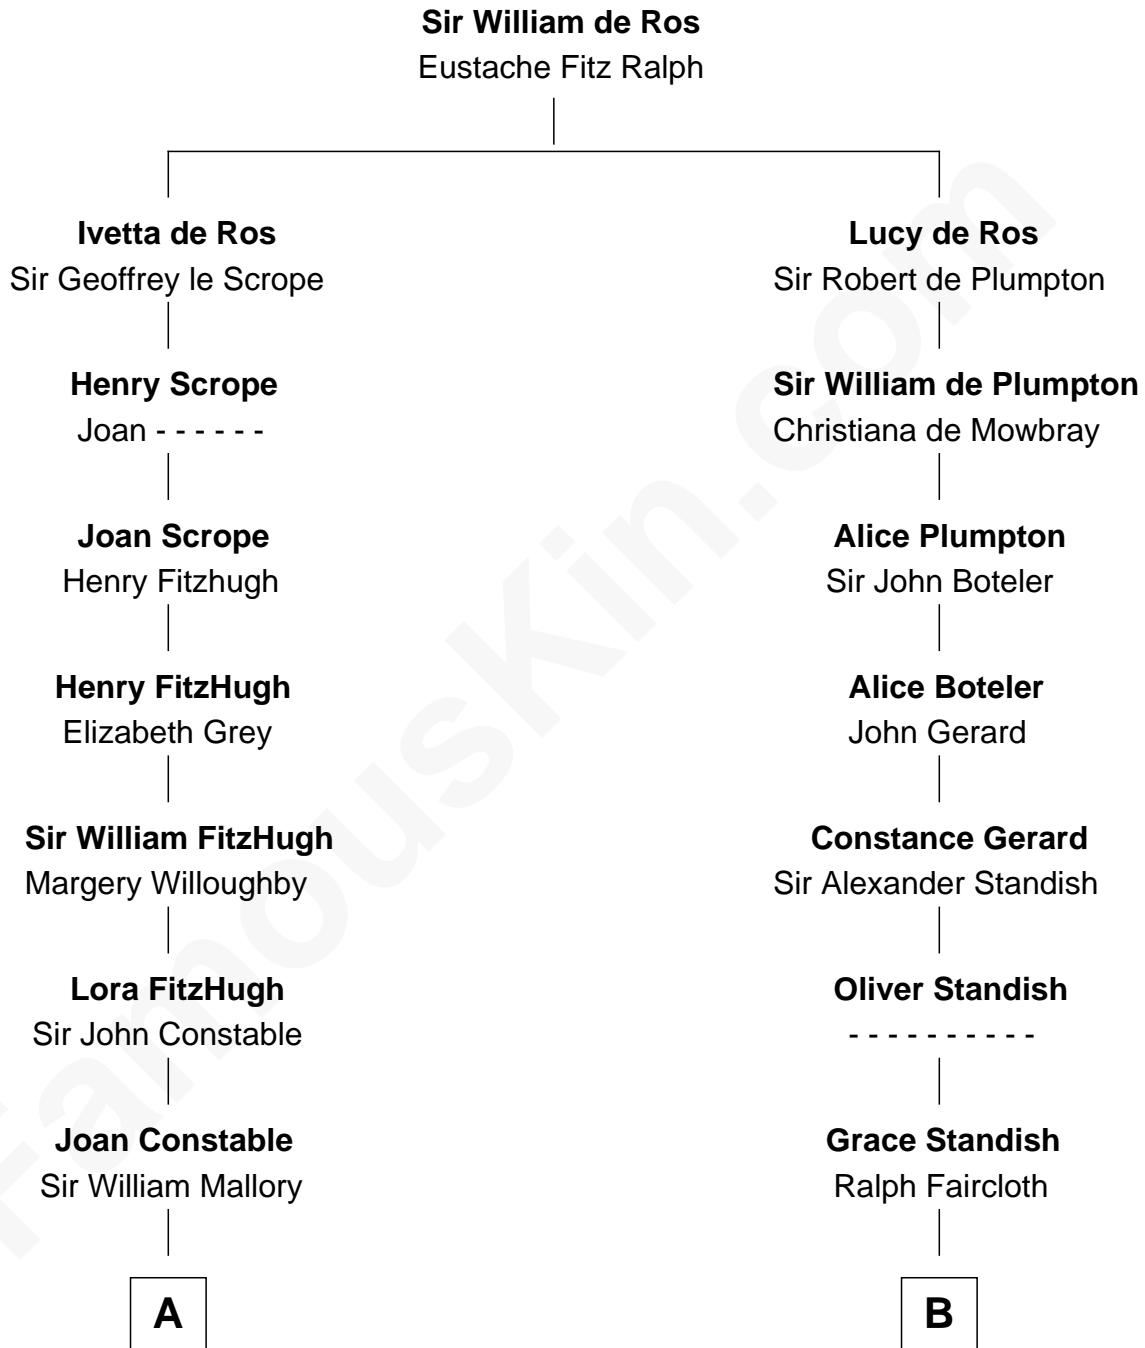 Sir William de Ros
Eustache Fitz Ralph
Ivetta de Ros
Sir Geoffrey le Scrope
Lucy de Ros
Sir Robert de Plumpton
Henry Scrope
Joan - - - - - -
Sir William de Plumpton
Christiana de Mowbray
Joan Scrope
Henry Fitzhugh
Alice Plumpton
Sir John Boteler
Henry FitzHugh
Elizabeth Grey
Alice Boteler
John Gerard
Sir William FitzHugh
Margery Willoughby
Constance Gerard
Sir Alexander Standish
Lora FitzHugh
Sir John Constable
Oliver Standish
- - - - - - - - - -
Joan Constable
Sir William Mallory
Grace Standish
Ralph Faircloth
A
B
FamousKin.com